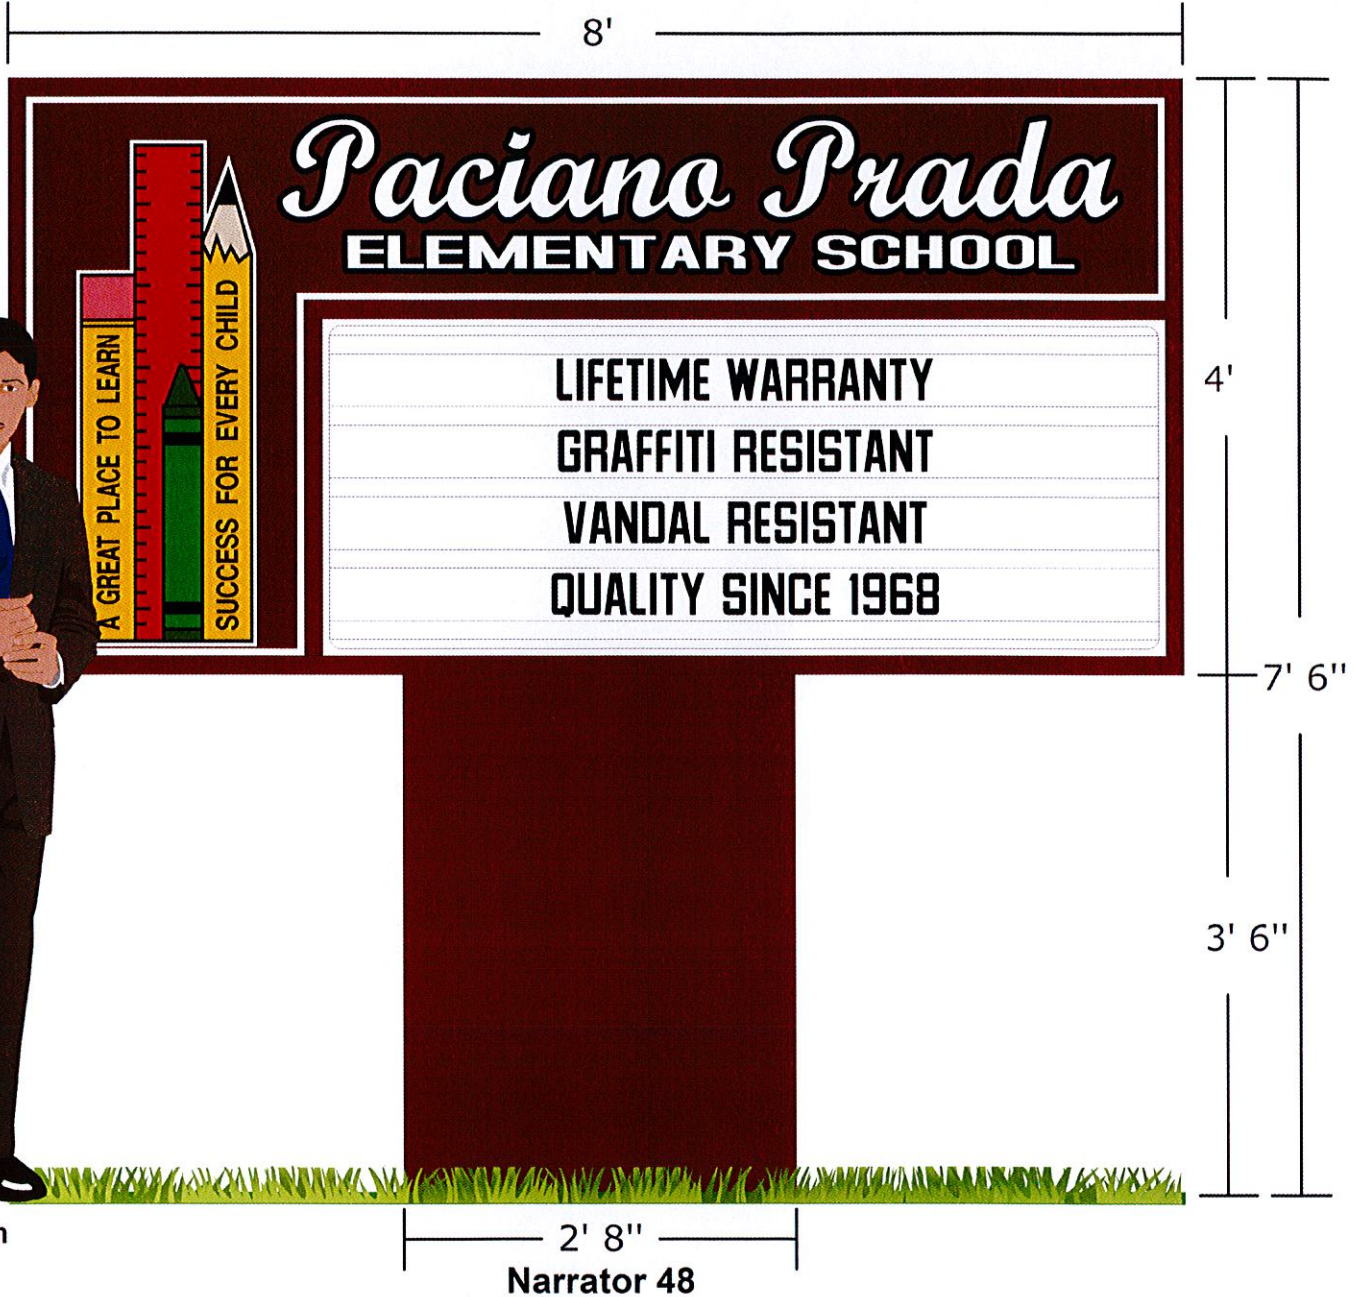 8'
Paciano Prada
ELEMENTARY SCHOOL
A GREAT PLACE TO LEARN
SUCCESS FOR EVERY CHILD
LIFETIME WARRANTY
GRAFFITI RESISTANT
VANDAL RESISTANT
QUALITY SINCE 1968
4'
7' 6"
3' 6"
2' 8"
Narrator 48